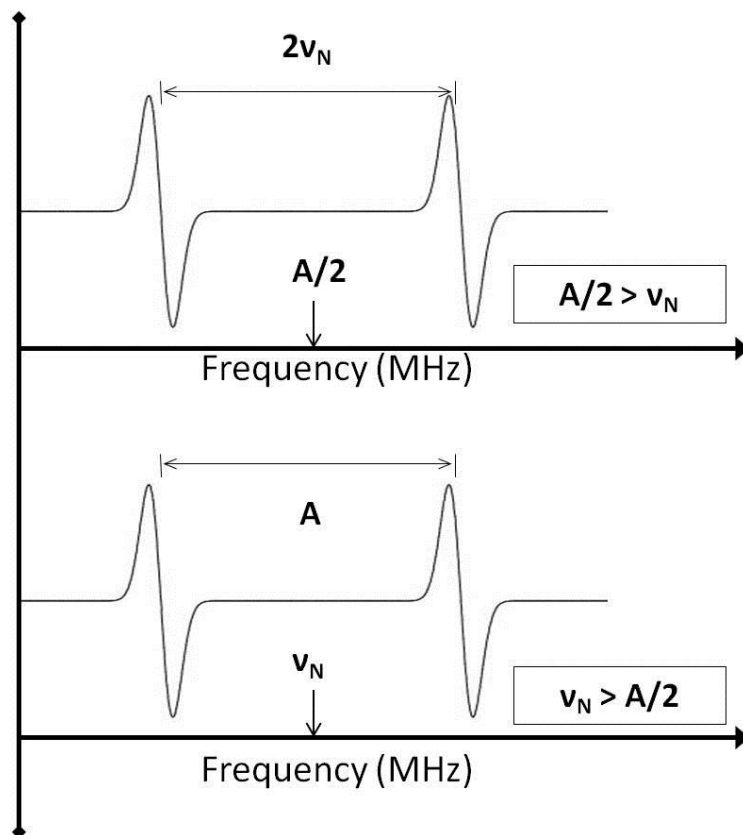 2ν_N
A/2
A/2 > ν_N
Frequency (MHz)
A
ν_N
ν_N > A/2
Frequency (MHz)